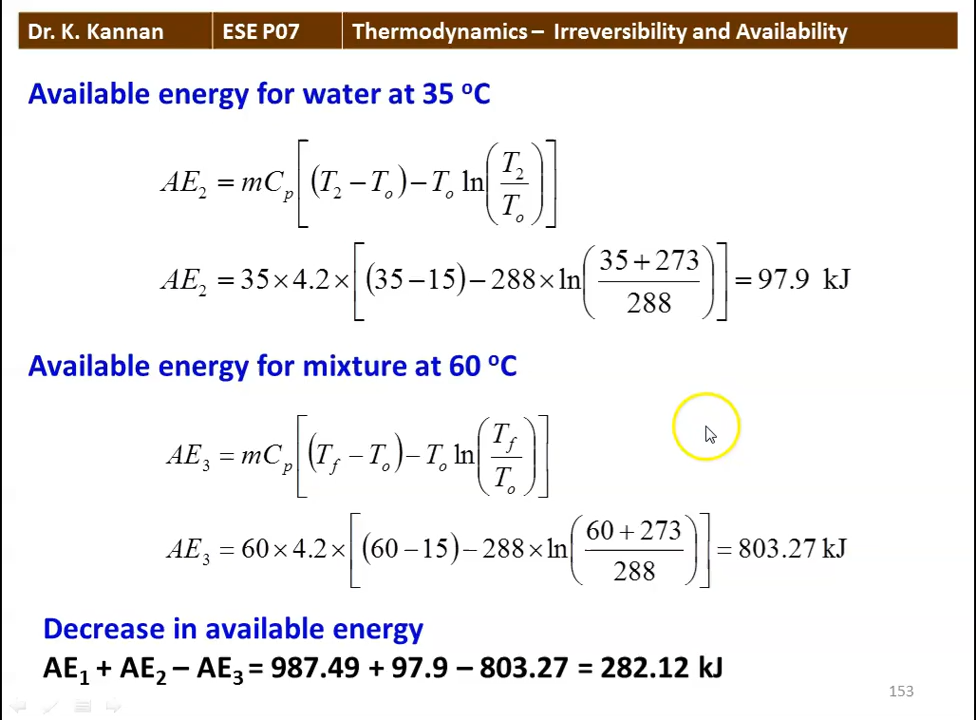 Dr. K. Kannan ESE P07 Thermodynamics – Irreversibility and Availability
Available energy for water at 35 °C
AE₂ = mCₚ[(T₂ − Tₒ) − Tₒ ln(T₂/Tₒ)]
AE₂ = 35 × 4.2 × [(35 − 15) − 288 × ln((35 + 273)/288)] = 97.9 kJ
Available energy for mixture at 60 °C
AE₃ = mCₚ[(T_f − Tₒ) − Tₒ ln(T_f/Tₒ)]
AE₃ = 60 × 4.2 × [(60 − 15) − 288 × ln((60 + 273)/288)] = 803.27 kJ
Decrease in available energy
AE₁ + AE₂ – AE₃ = 987.49 + 97.9 – 803.27 = 282.12 kJ
153